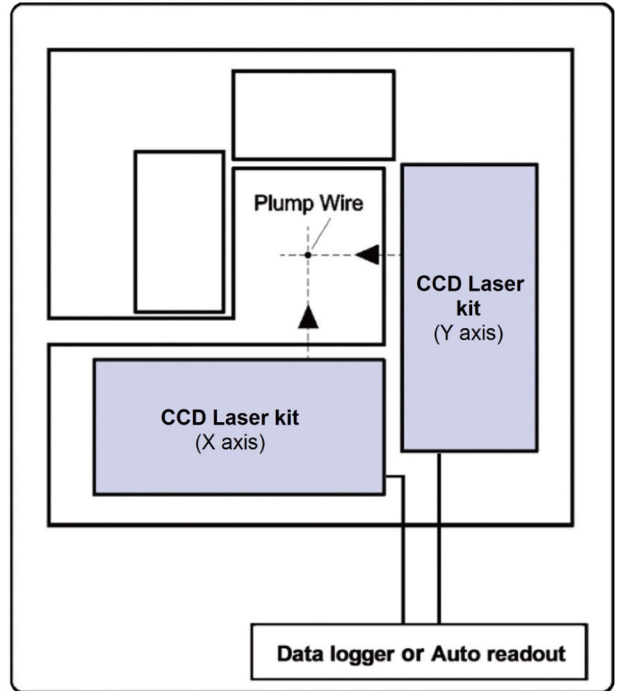 Plump Wire
CCD Laser
kit
(Y axis)
CCD Laser kit
(X axis)
Data logger or Auto readout